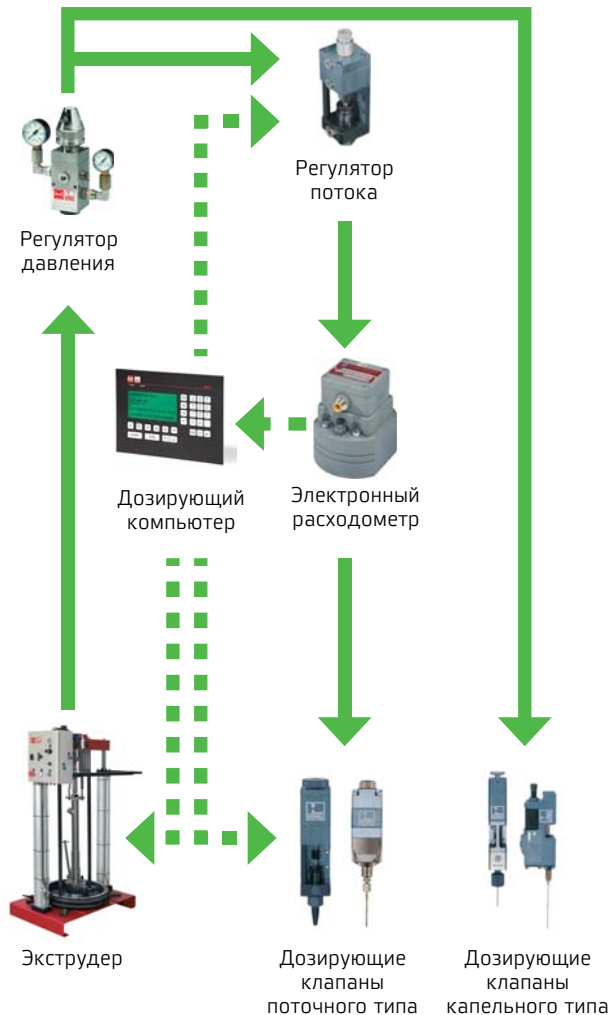 Регулятор
потока
Регулятор
давления
Дозирующий
компьютер
Электронный
расходометр
Экструдер
Дозирующие
клапаны
поточного типа
Дозирующие
клапаны
капельного типа